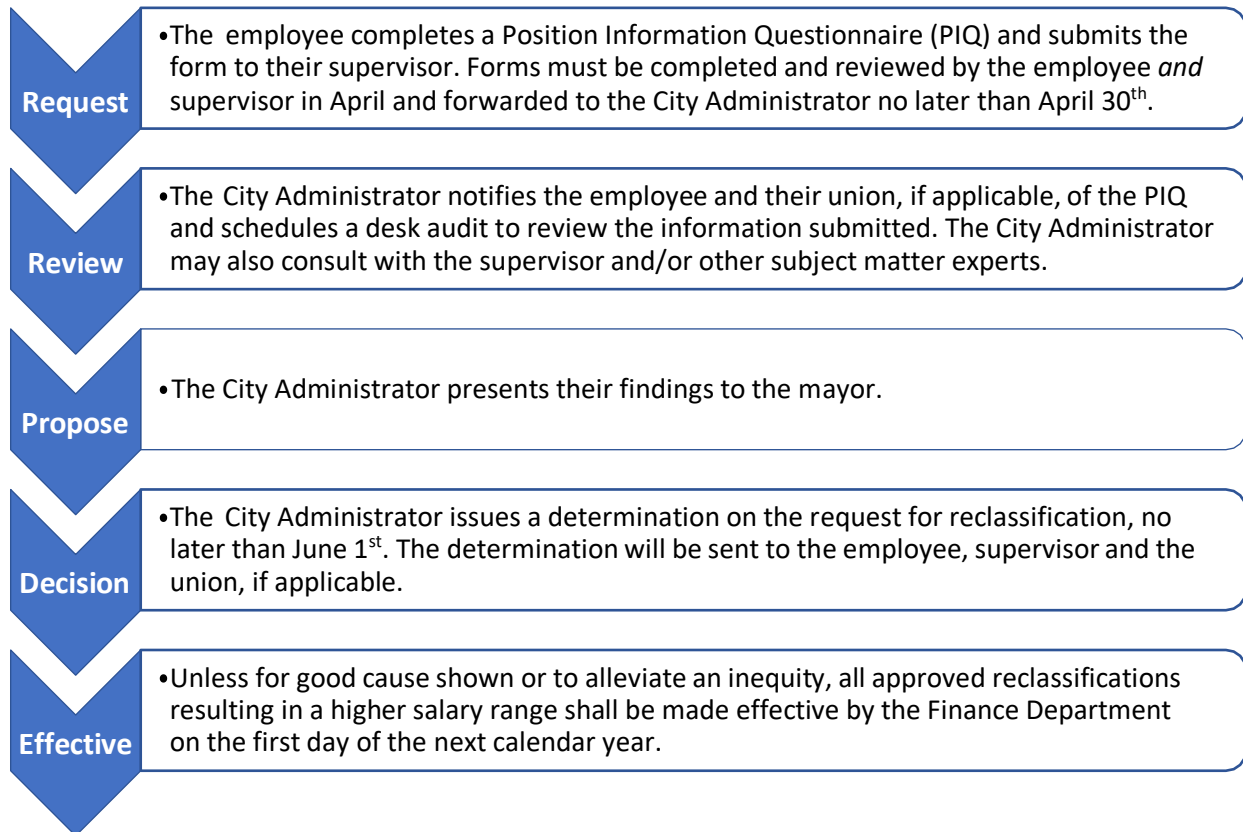 Request
•The employee completes a Position Information Questionnaire (PIQ) and submits the
form to their supervisor. Forms must be completed and reviewed by the employee and
supervisor in April and forwarded to the City Administrator no later than April 30th.
Review
•The City Administrator notifies the employee and their union, if applicable, of the PIQ
and schedules a desk audit to review the information submitted. The City Administrator
may also consult with the supervisor and/or other subject matter experts.
Propose
•The City Administrator presents their findings to the mayor.
Decision
•The City Administrator issues a determination on the request for reclassification, no
later than June 1st. The determination will be sent to the employee, supervisor and the
union, if applicable.
Effective
•Unless for good cause shown or to alleviate an inequity, all approved reclassifications
resulting in a higher salary range shall be made effective by the Finance Department
on the first day of the next calendar year.